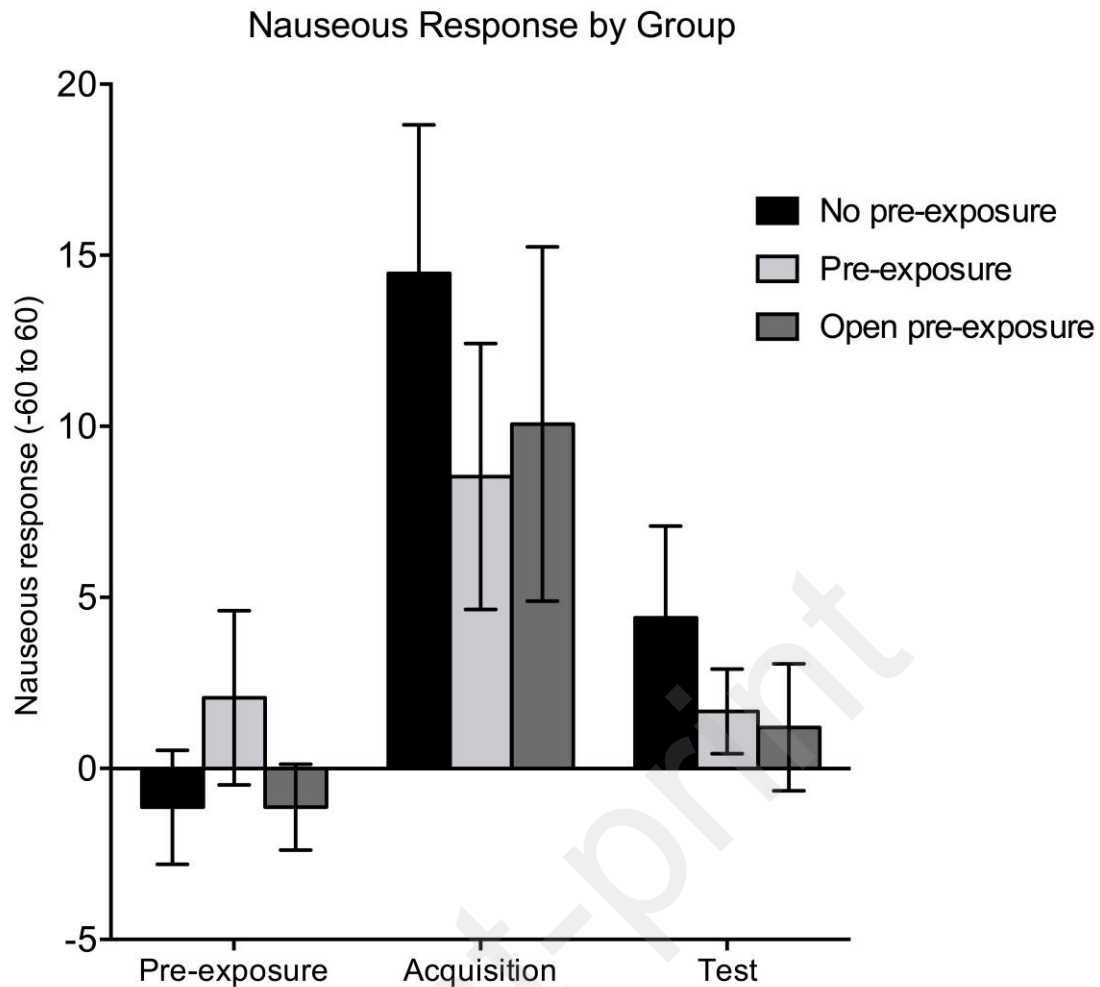 Nauseous Response by Group
20
15
10
5
0
-5
Nauseous response (-60 to 60)
No pre-exposure
Pre-exposure
Open pre-exposure
Pre-exposure Acquisition Test
t-print